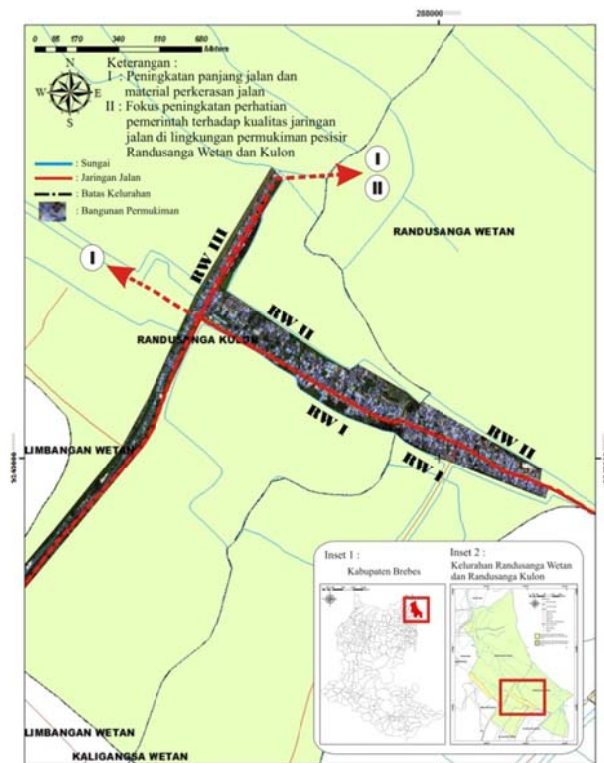 288000
0 85 170 340 510 680
Meters
Keterangan :
N
W E
S
I : Peningkatan panjang jalan dan
material perkerasan jalan
II : Fokus peningkatan perhatian
pemerintah terhadap kualitas jaringan
jalan di lingkungan permukiman pesisir
Randusanga Wetan dan Kulon
: Sungai
: Jaringan Jalan
: Batas Kelurahan
: Bangunan Permukiman
I
II
RANDUSANGA WETAN
I
RW III
RW II
RANDUSANGA KULON
RW I
RW II
RW I
LIMBANGAN WETAN
Inset 1 :
Kabupaten Brebes
Inset 2 :
Kelurahan Randusanga Wetan
dan Randusanga Kulon
LIMBANGAN WETAN
KALIGANGSA WETAN